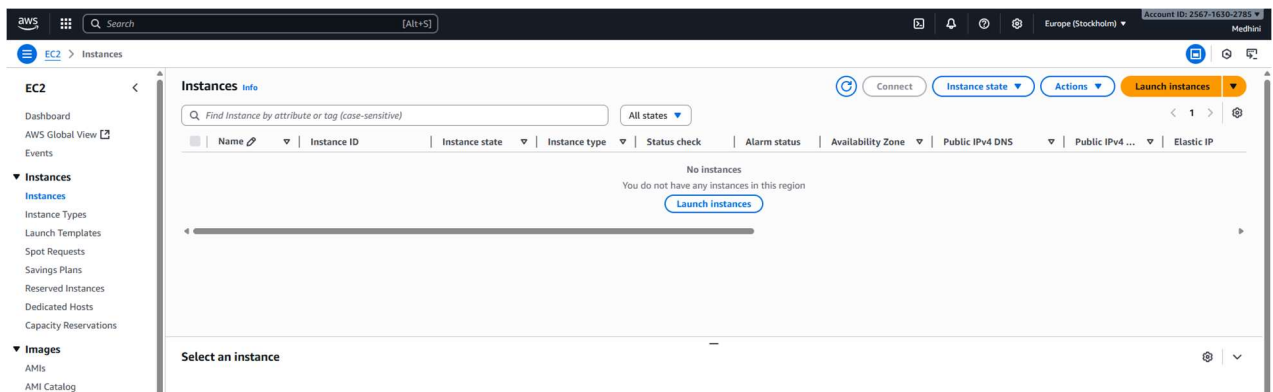 aws
Search [Alt+S]
Europe (Stockholm) ▼
Account ID: 2567-1630-2785 ▼
Medhini
EC2 > Instances
EC2
Dashboard
AWS Global View
Events
▼ Instances
Instances
Instance Types
Launch Templates
Spot Requests
Savings Plans
Reserved Instances
Dedicated Hosts
Capacity Reservations
▼ Images
AMIs
AMI Catalog
Instances Info
Connect
Instance state ▼
Actions ▼
Launch instances ▼
Find Instance by attribute or tag (case-sensitive)
All states ▼
< 1 >
Name | Instance ID | Instance state | Instance type | Status check | Alarm status | Availability Zone | Public IPv4 DNS | Public IPv4 ... | Elastic IP
No instances
You do not have any instances in this region
Launch instances
Select an instance